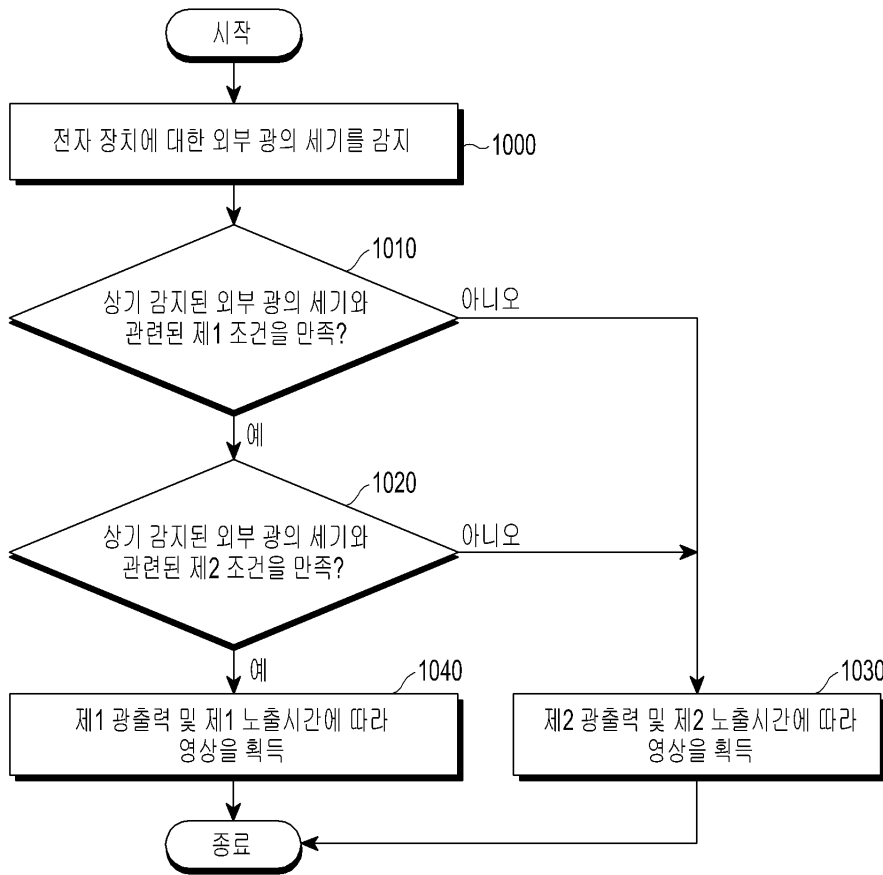 시작
전자 장치에 대한 외부 광의 세기를 감지
1000
1010
상기 감지된 외부 광의 세기와
관련된 제1 조건을 만족?
아니오
예
1020
상기 감지된 외부 광의 세기와
관련된 제2 조건을 만족?
아니오
예
1040
제1 광출력 및 제1 노출시간에 따라
영상을 획득
1030
제2 광출력 및 제2 노출시간에 따라
영상을 획득
종료